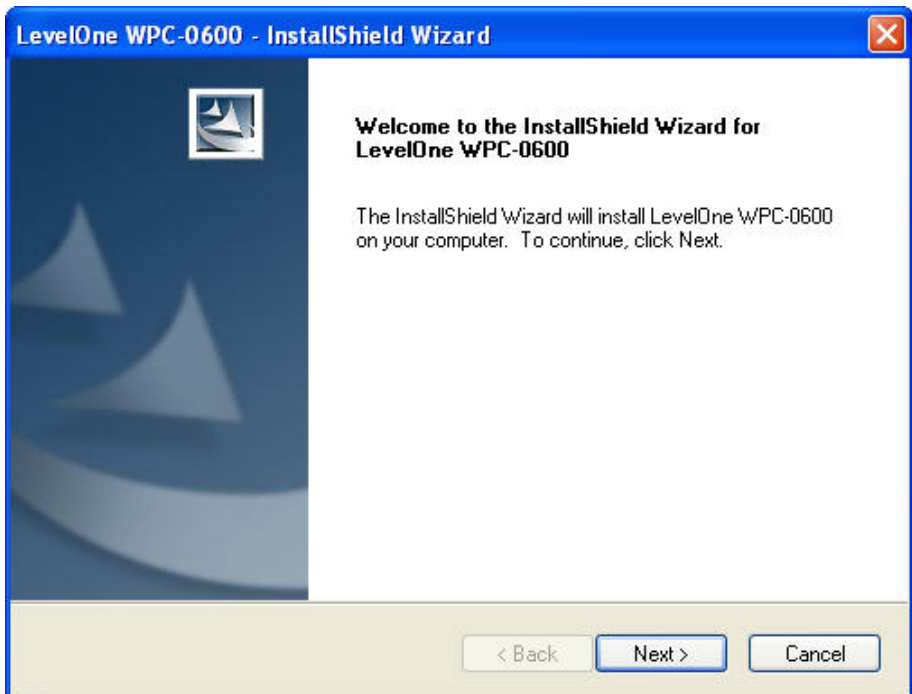 LevelOne WPC-0600 - InstallShield Wizard
Welcome to the InstallShield Wizard for
LevelOne WPC-0600
The InstallShield Wizard will install LevelOne WPC-0600
on your computer.  To continue, click Next.
< Back
Next >
Cancel